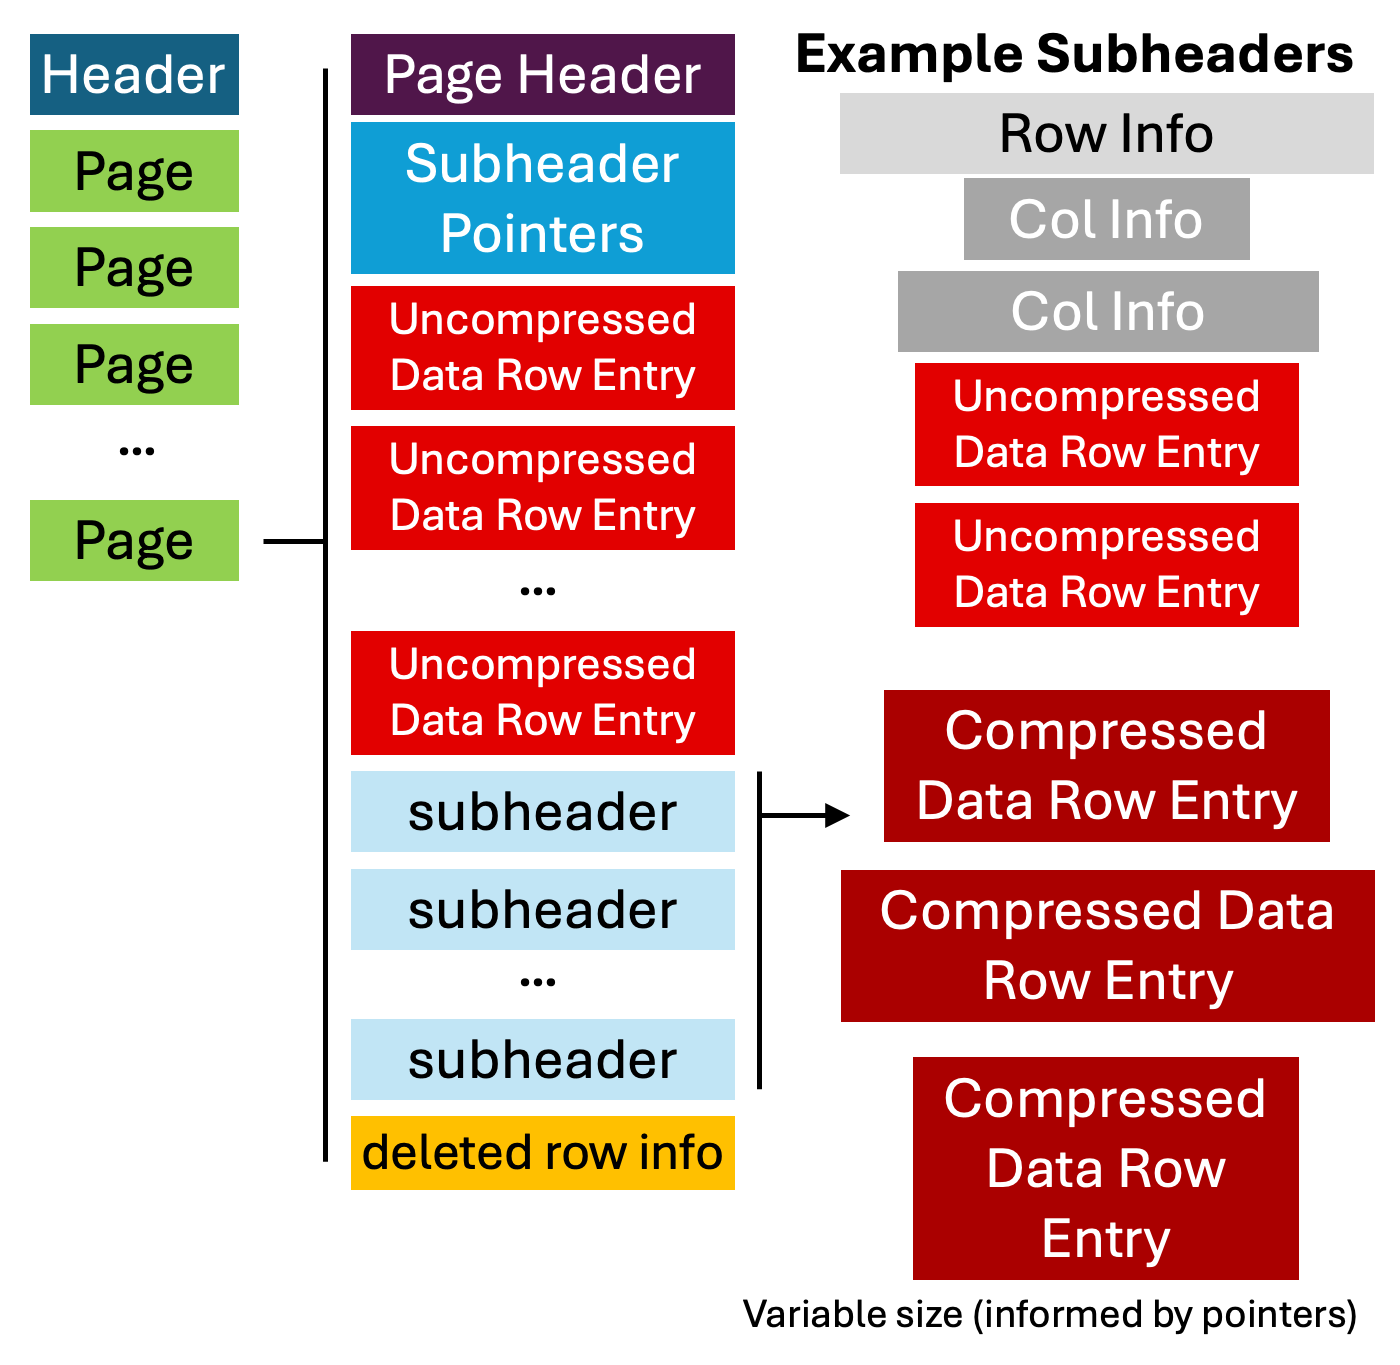 Header
Page
Page
Page
...
Page
Page Header
Subheader
Pointers
Uncompressed
Data Row Entry
Uncompressed
Data Row Entry
...
Uncompressed
Data Row Entry
subheader
subheader
...
subheader
deleted row info
Example Subheaders
Row Info
Col Info
Col Info
Uncompressed
Data Row Entry
Uncompressed
Data Row Entry
Compressed
Data Row Entry
Compressed Data
Row Entry
Compressed
Data Row
Entry
Variable size (informed by pointers)